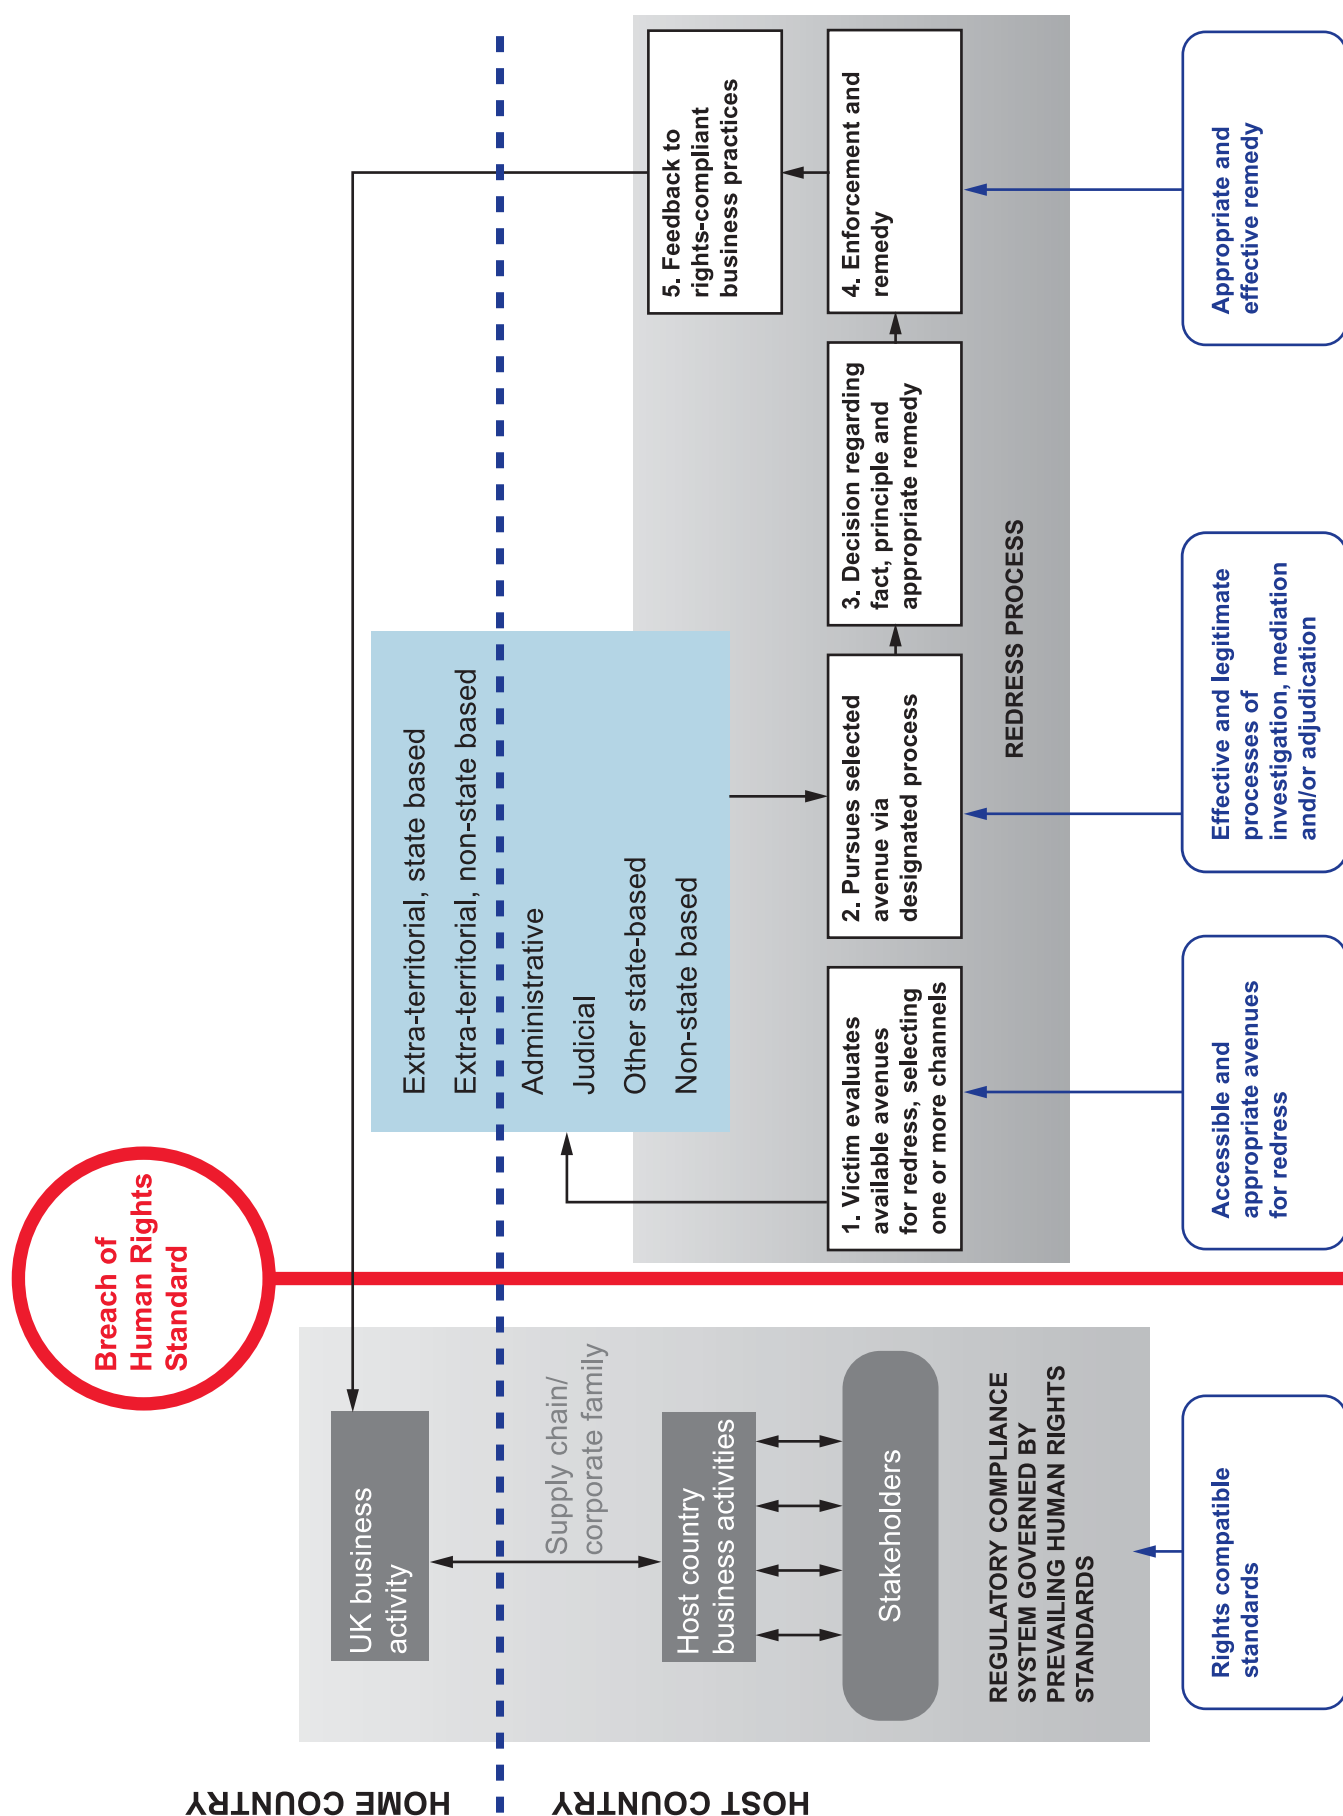 Breach of
Human Rights
Standard
HOME COUNTRY
HOST COUNTRY
UK business
activity
Supply chain/
corporate family
Host country
business activities
Stakeholders
REGULATORY COMPLIANCE
SYSTEM GOVERNED BY
PREVAILING HUMAN RIGHTS
STANDARDS
Extra-territorial, state based
Extra-territorial, non-state based
Administrative
Judicial
Other state-based
Non-state based
1. Victim evaluates
available avenues
for redress, selecting
one or more channels
2. Pursues selected
avenue via
designated process
3. Decision regarding
fact, principle and
appropriate remedy
4. Enforcement and
remedy
5. Feedback to
rights-compliant
business practices
REDRESS PROCESS
Rights compatible
standards
Accessible and
appropriate avenues
for redress
Effective and legitimate
processes of
investigation, mediation
and/or adjudication
Appropriate and
effective remedy